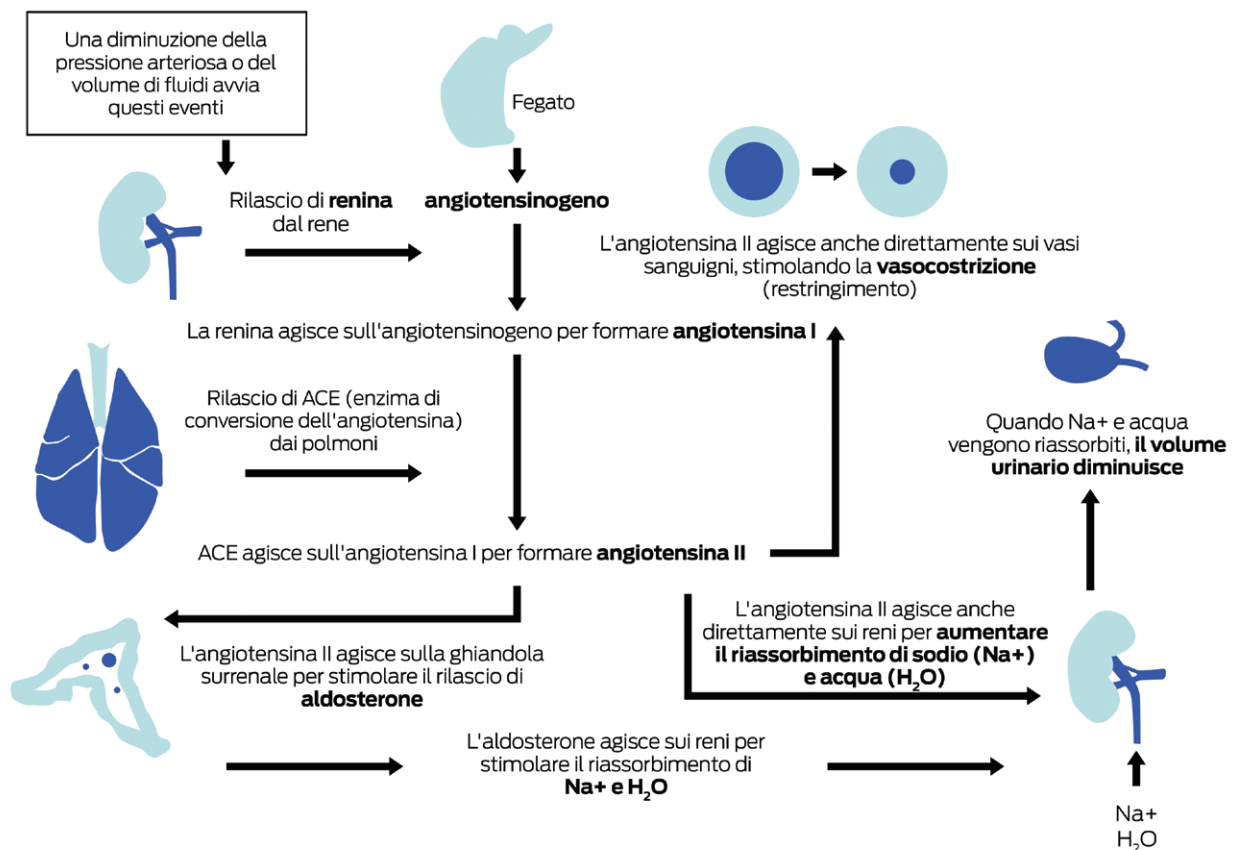 Una diminuzione della
pressione arteriosa o del
volume di fluidi avvia
questi eventi
Fegato
Rilascio di renina
dal rene
angiotensinogeno
L'angiotensina II agisce anche direttamente sui vasi
sanguigni, stimolando la vasocostrizione
(restringimento)
La renina agisce sull'angiotensinogeno per formare angiotensina I
Rilascio di ACE (enzima di
conversione dell'angiotensina)
dai polmoni
Quando Na+ e acqua
vengono riassorbiti, il volume
urinario diminuisce
ACE agisce sull'angiotensina I per formare angiotensina II
L'angiotensina II agisce anche
direttamente sui reni per aumentare
il riassorbimento di sodio (Na+)
e acqua (H₂O)
L'angiotensina II agisce sulla ghiandola
surrenale per stimolare il rilascio di
aldosterone
L'aldosterone agisce sui reni per
stimolare il riassorbimento di
Na+ e H₂O
Na+
H₂O